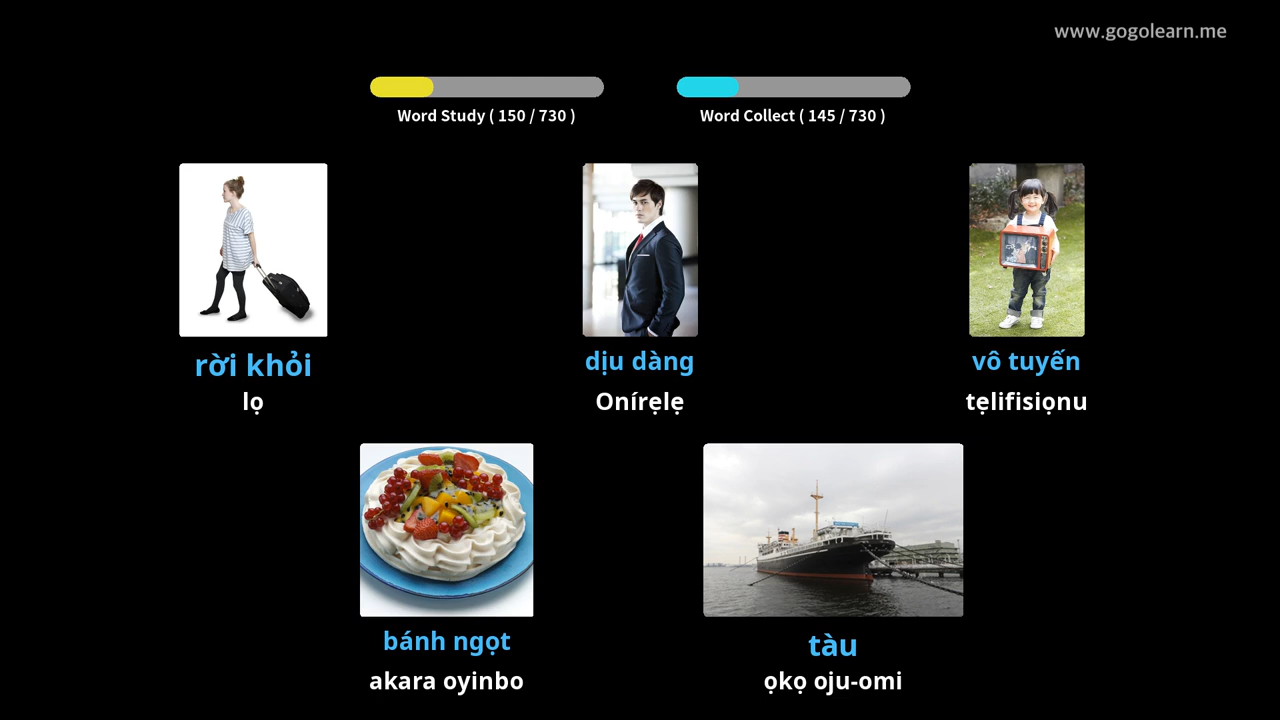 www.gogolearn.me
Word Study ( 150 / 730 )
Word Collect ( 145 / 730 )
rời khỏi
lọ
dịu dàng
Onírẹlẹ
vô tuyến
tẹlifisiọnu
bánh ngọt
akara oyinbo
tàu
ọkọ oju-omi